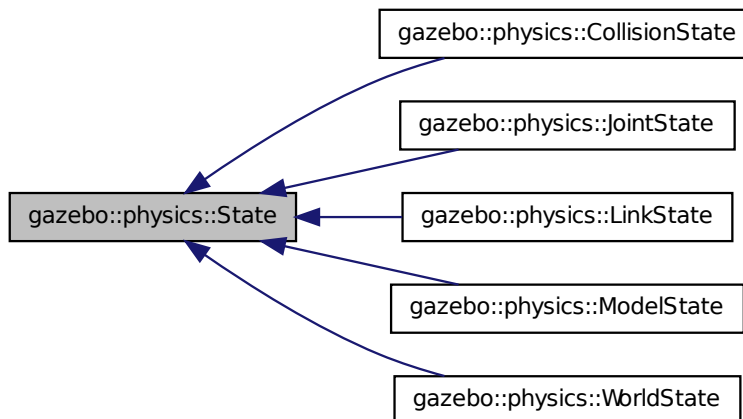 gazebo::physics::CollisionState
gazebo::physics::JointState
gazebo::physics::State
gazebo::physics::LinkState
gazebo::physics::ModelState
gazebo::physics::WorldState